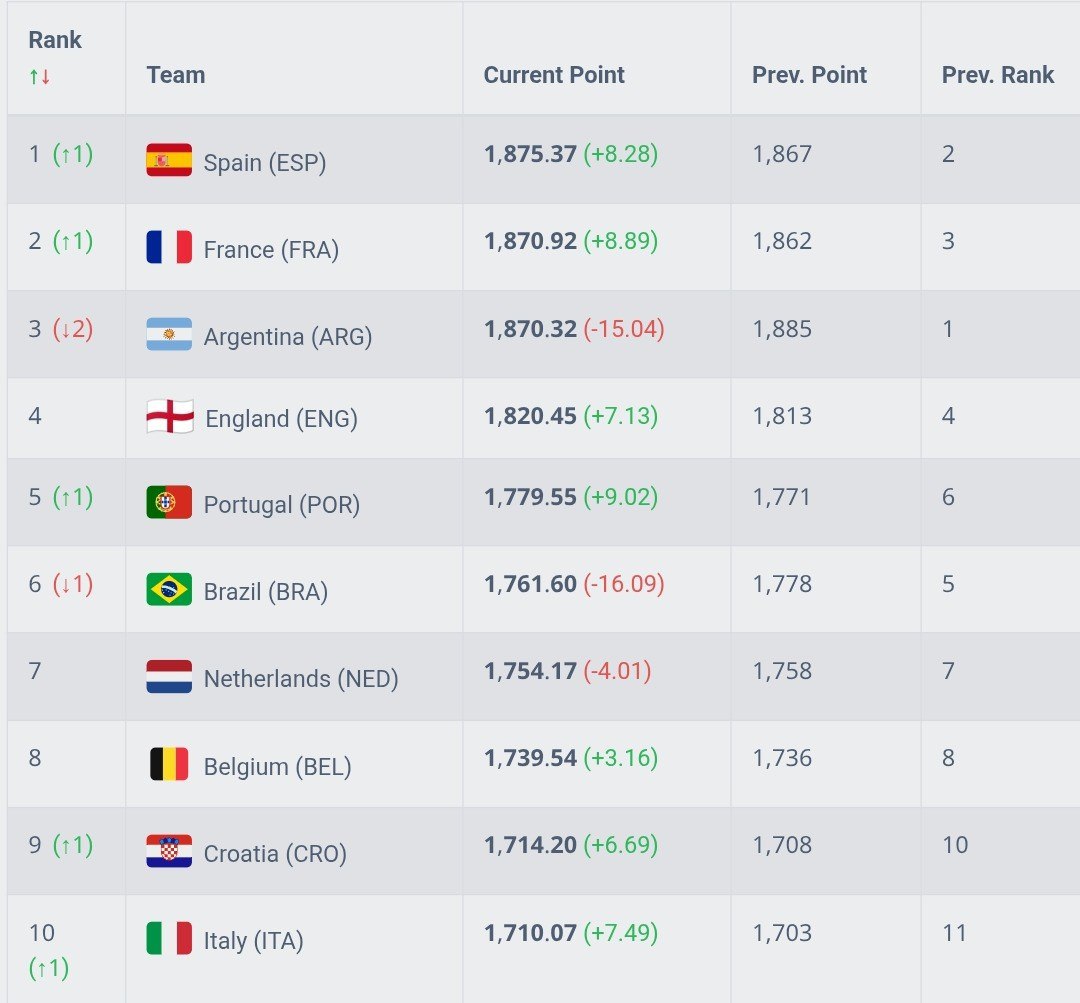 Rank
↑↓ Team Current Point Prev. Point Prev. Rank
1 (↑1) Spain (ESP) 1,875.37 (+8.28) 1,867 2
2 (↑1) France (FRA) 1,870.92 (+8.89) 1,862 3
3 (↓2) Argentina (ARG) 1,870.32 (-15.04) 1,885 1
4 England (ENG) 1,820.45 (+7.13) 1,813 4
5 (↑1) Portugal (POR) 1,779.55 (+9.02) 1,771 6
6 (↓1) Brazil (BRA) 1,761.60 (-16.09) 1,778 5
7 Netherlands (NED) 1,754.17 (-4.01) 1,758 7
8 Belgium (BEL) 1,739.54 (+3.16) 1,736 8
9 (↑1) Croatia (CRO) 1,714.20 (+6.69) 1,708 10
10 Italy (ITA) 1,710.07 (+7.49) 1,703 11
(↑1)